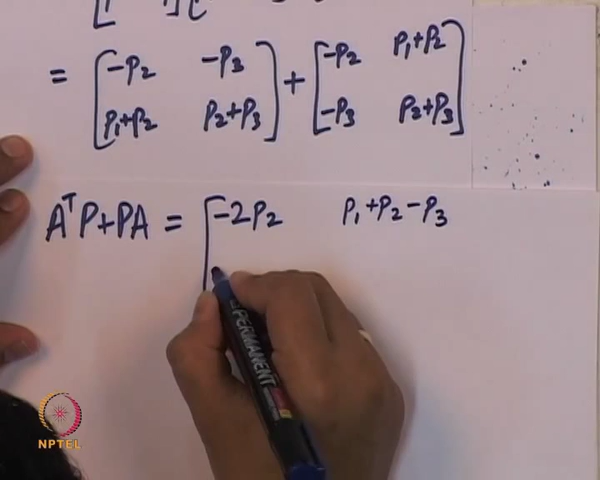 = [-P2 -P3 P1+P2 P2+P3] + [-P2 P1+P2 -P3 P2+P3]
AᵀP+PA = [-2P2 P1+P2-P3
PERMANENT
NPTEL